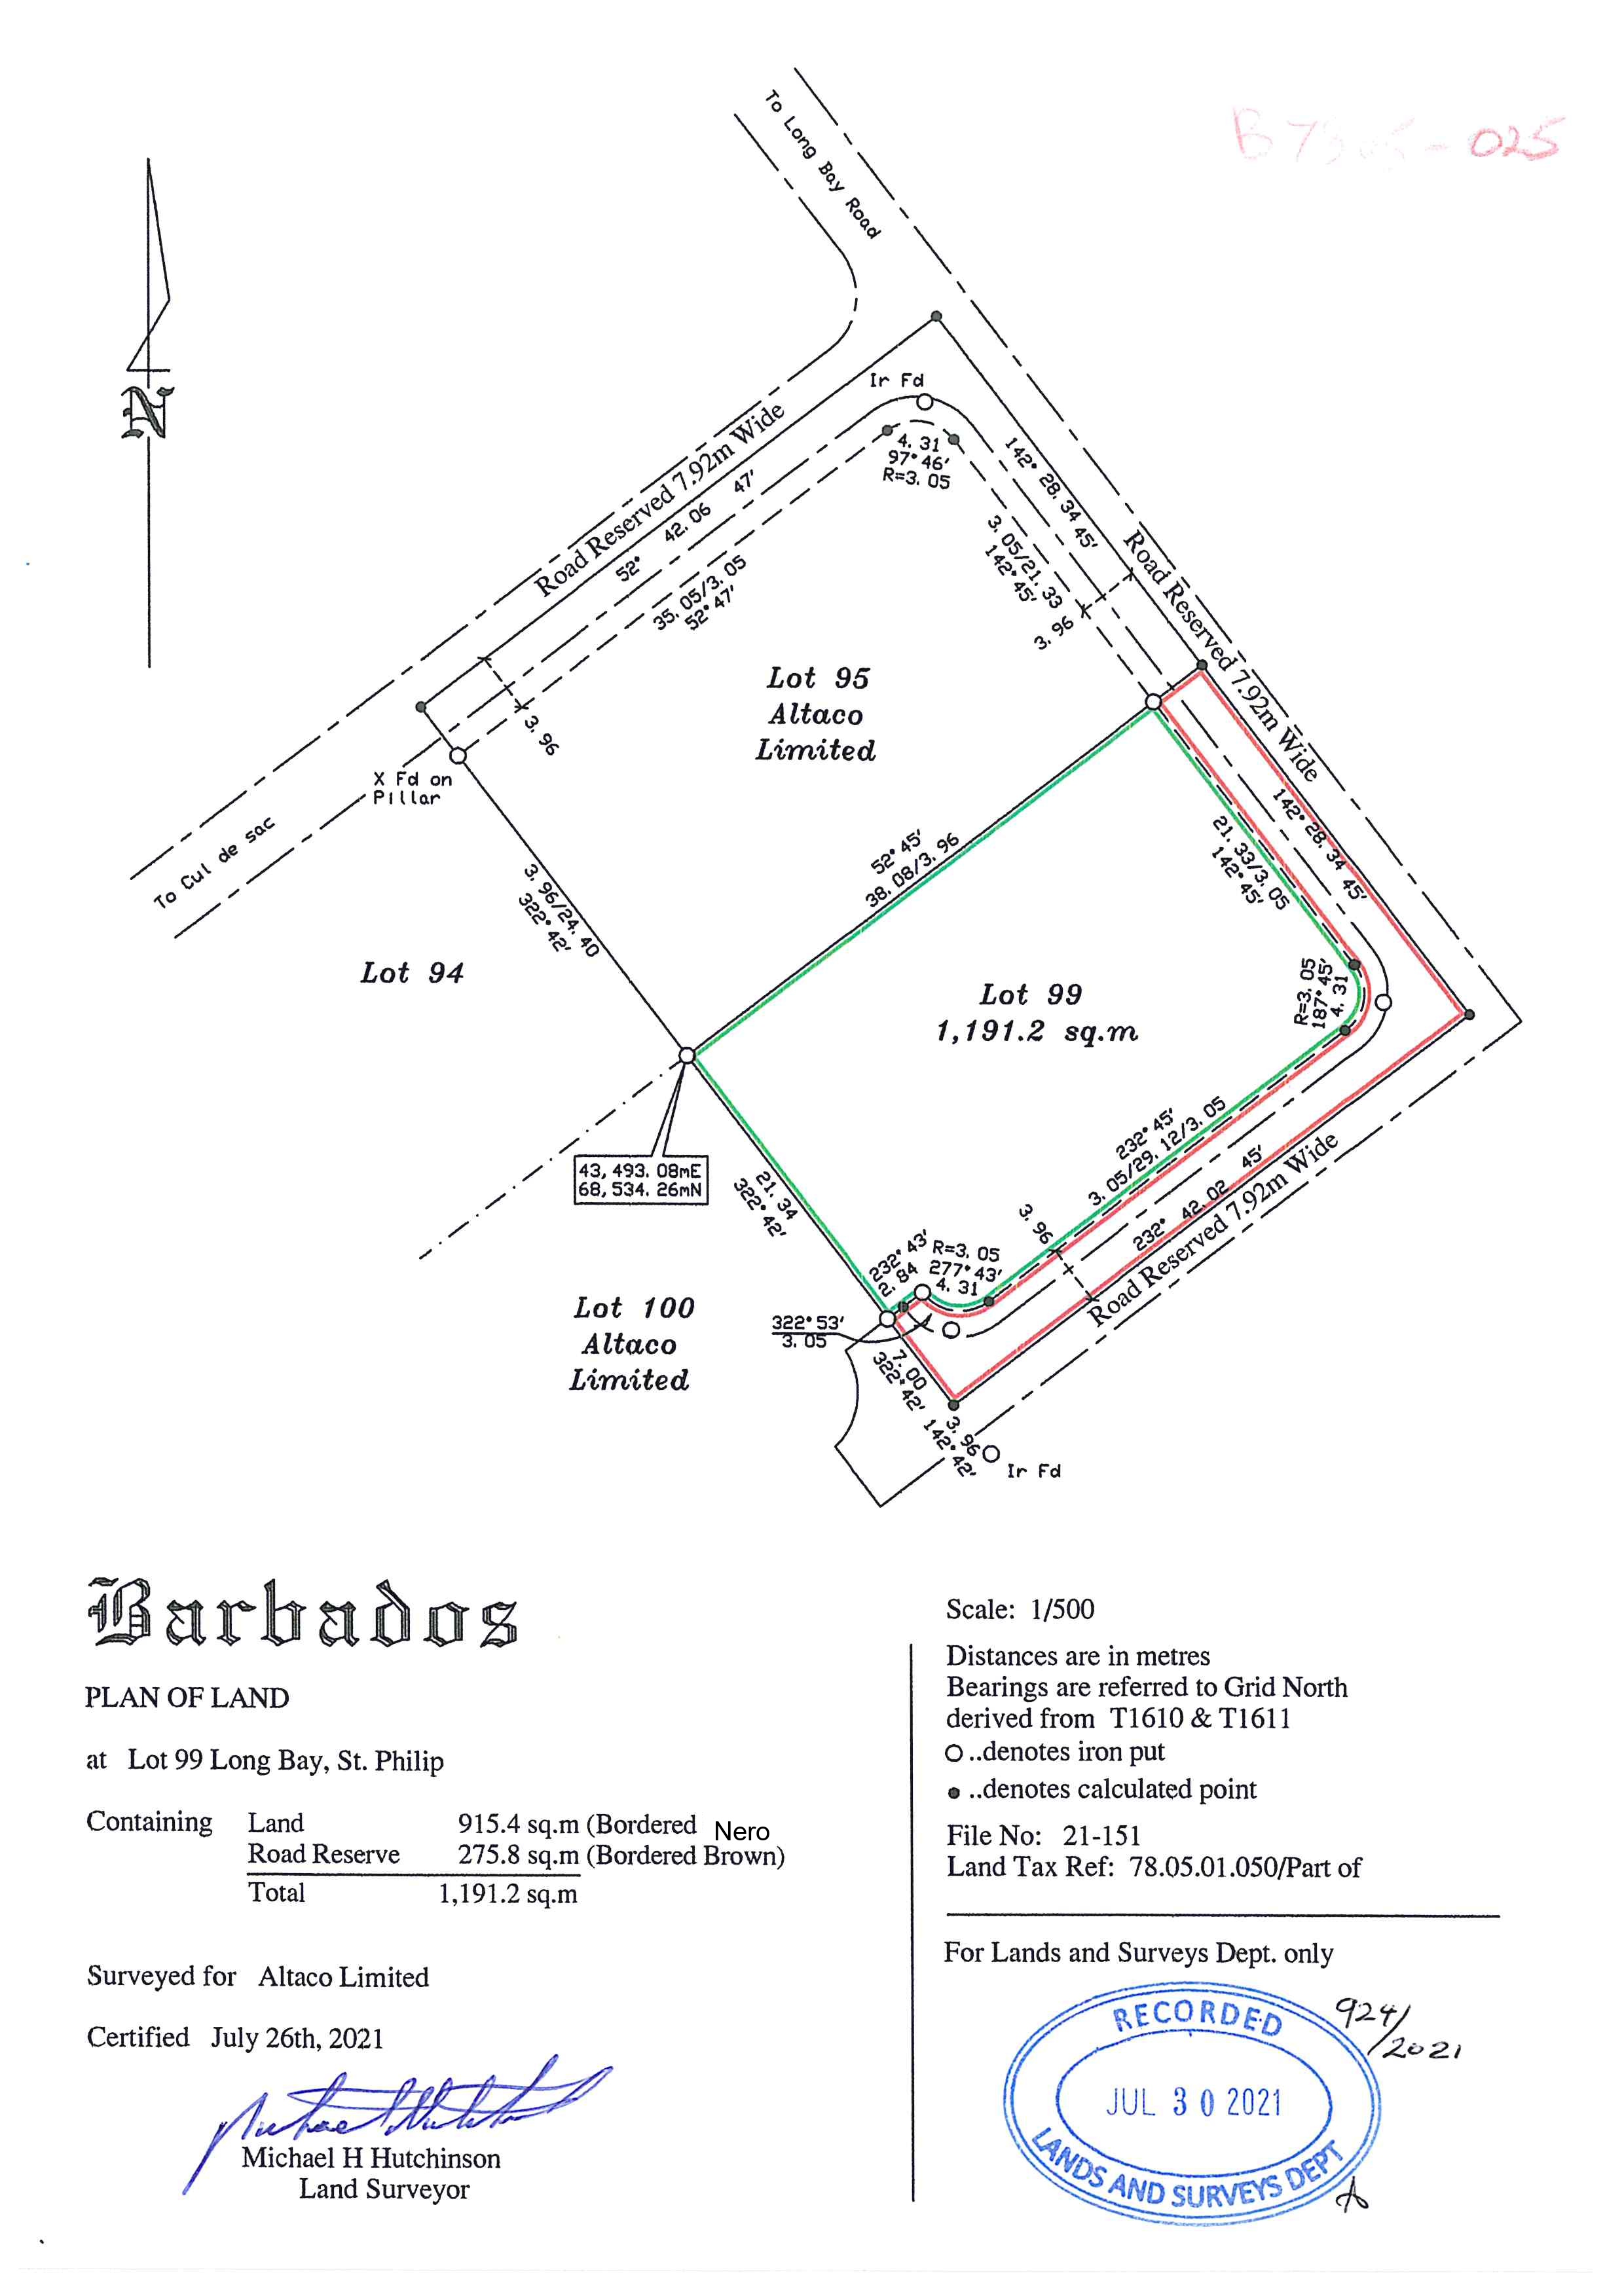 B7305-025
To Long Bay Road
Ir Fd
Road Reserved 7.92m Wide
52° 42.06 47'
35.05/3.05
52°47'
4.31
97°46'
R=3.05
142° 28.34 45'
3.05/21.33
142°45'
3.96
Road Reserved 7.92m Wide
Lot 95
Altaco
Limited
3.96
X Fd on
Pillar
To Cul de sac
3.96/24.40
322°42'
52°45'
38.08/3.96
142° 28.34 45'
21.33/3.05
142°45'
Lot 94
Lot 99
1,191.2 sq.m
R=3.05
187°45'
4.31
43,493.08mE
68,534.26mN
21.34
322°42'
232°45'
3.05/29.12/3.05
3.96
232° 42.02 45'
Road Reserved 7.92m Wide
232°43'
2.84
R=3.05
277°43'
4.31
Lot 100
Altaco
Limited
322°53'
3.05
7.00
322°42'
3.96
142°42'
Ir Fd
N
Barbados
PLAN OF LAND
at Lot 99 Long Bay, St. Philip
Containing Land 915.4 sq.m (Bordered Nero
Road Reserve 275.8 sq.m (Bordered Brown)
Total 1,191.2 sq.m
Surveyed for Altaco Limited
Certified July 26th, 2021
Michael H Hutchinson
Land Surveyor
Scale: 1/500
Distances are in metres
Bearings are referred to Grid North
derived from T1610 & T1611
O ..denotes iron put
● ..denotes calculated point
File No: 21-151
Land Tax Ref: 78.05.01.050/Part of
For Lands and Surveys Dept. only
RECORDED
JUL 30 2021
LANDS AND SURVEYS DEPT
924/
2021